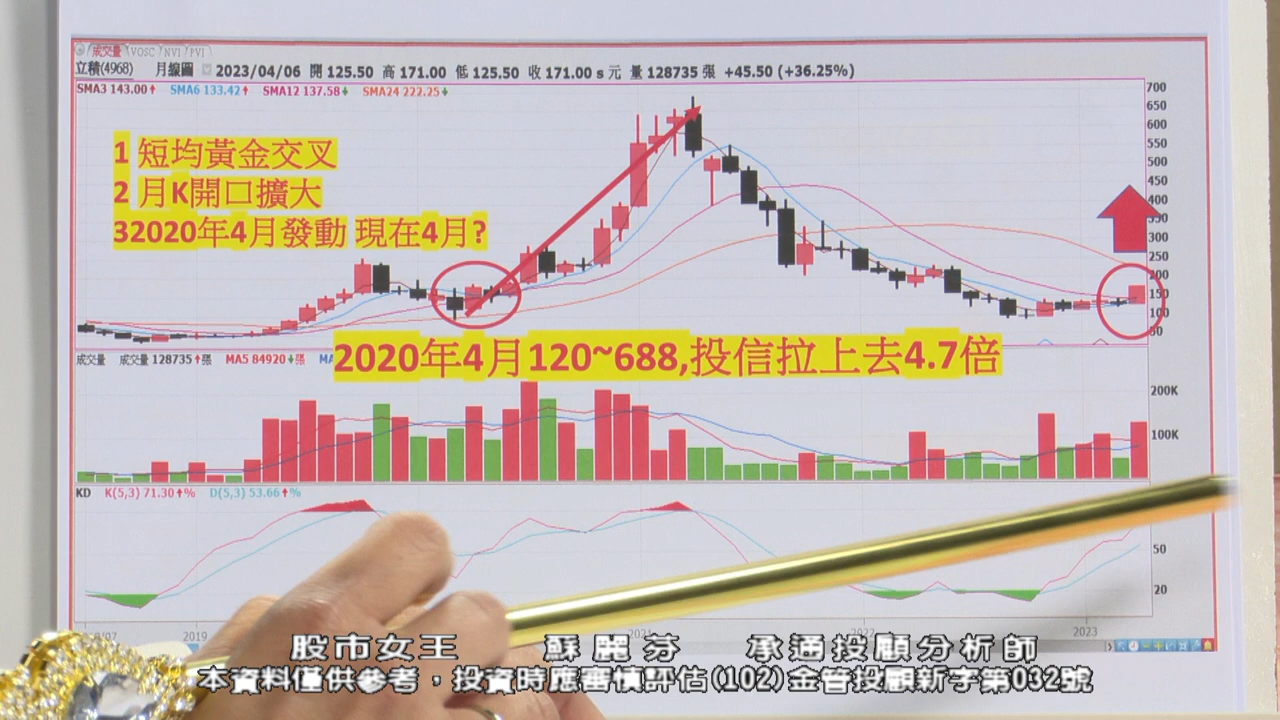 成交量 VOSC NVI PVI
立積(4968) 月線圖 2023/04/06 開 125.50 高 171.00 低 125.50 收 171.00 s 元 量 128735 張 +45.50 (+36.25%)
SMA3 143.00↑ SMA6 133.42↑ SMA12 137.58↓ SMA24 222.25↓
700
650
600
550
500
450
400
350
300
250
200
150
100
50
1 短均黃金交叉
2 月K開口擴大
32020年4月發動 現在4月?
2020年4月120~688,投信拉上去4.7倍
成交量 成交量 128735↑張 MA5 84920↓張 MA
200K
100K
KD K(5,3) 71.30↑% D(5,3) 53.66↑%
50
20
2019 2021 2022 2023
股市女王 蘇麗芬 承通投顧分析師
本資料僅供參考，投資時應審慎評估(102)金管投顧新字第032號